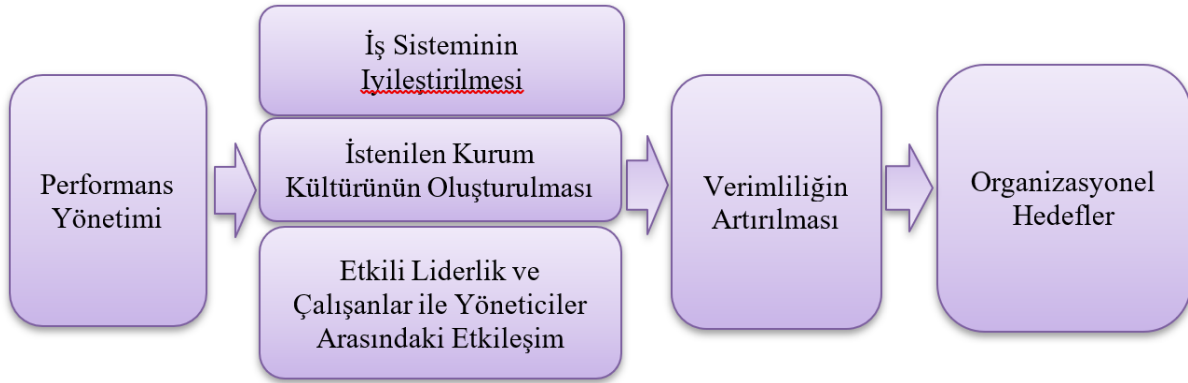 Performans
Yönetimi
İş Sisteminin
Iyileştirilmesi
İstenilen Kurum
Kültürünün Oluşturulması
Etkili Liderlik ve
Çalışanlar ile Yöneticiler
Arasındaki Etkileşim
Verimliliğin
Artırılması
Organizasyonel
Hedefler